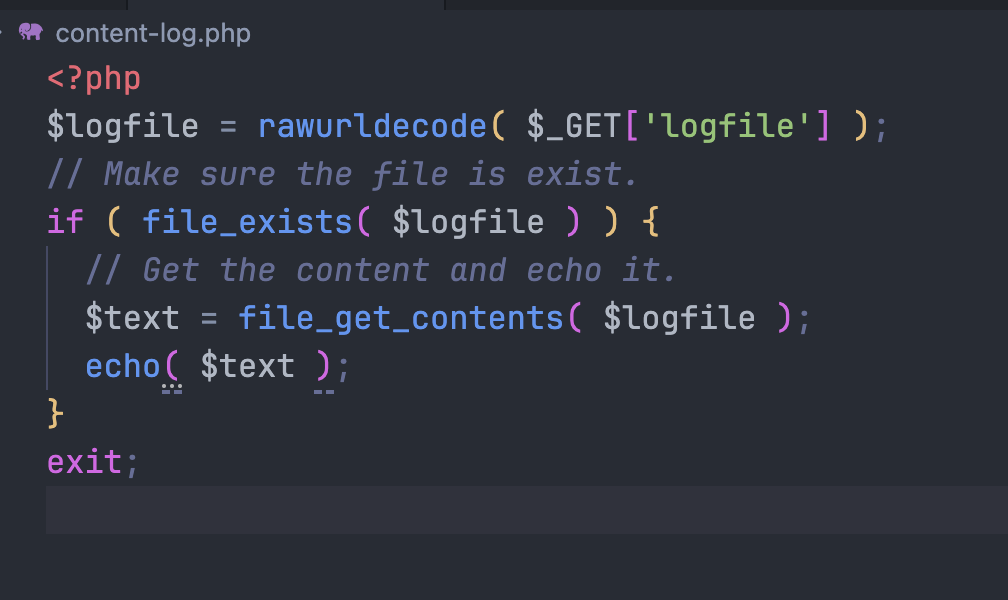 content-log.php
<?php
$logfile = rawurldecode( $_GET['logfile'] );
// Make sure the file is exist.
if ( file_exists( $logfile ) ) {
  // Get the content and echo it.
  $text = file_get_contents( $logfile );
  echo( $text );
}
exit;